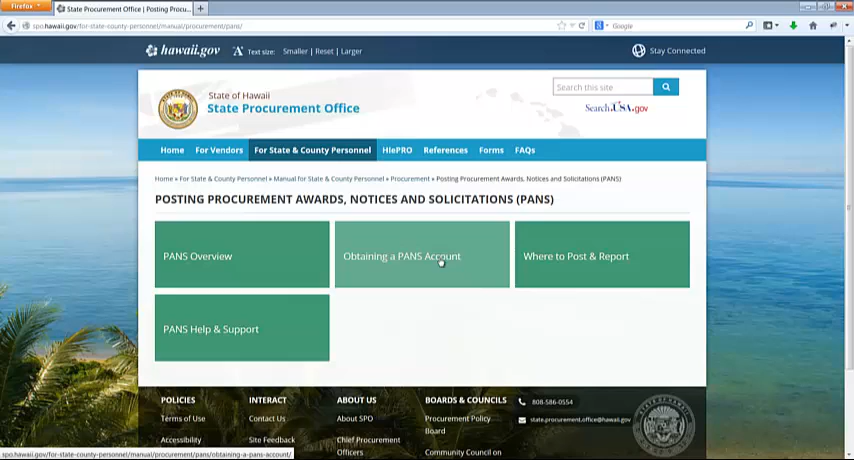 Firefox
State Procurement Office | Posting Procu...
spo.hawaii.gov/for-state-county-personnel/manual/procurement/pans/
Google
hawaii.gov
Text size: Smaller | Reset | Larger
Stay Connected
State of Hawaii
State Procurement Office
Search this site
Search.USA.gov
Home
For Vendors
For State & County Personnel
HIePRO
References
Forms
FAQs
Home » For State & County Personnel » Manual for State & County Personnel » Procurement » Posting Procurement Awards, Notices and Solicitations (PANS)
POSTING PROCUREMENT AWARDS, NOTICES AND SOLICITATIONS (PANS)
PANS Overview
Obtaining a PANS Account
Where to Post & Report
PANS Help & Support
POLICIES
Terms of Use
Accessibility
INTERACT
Contact Us
Site Feedback
ABOUT US
About SPO
Chief Procurement
Officers
BOARDS & COUNCILS
Procurement Policy
Board
Community Council on
808-586-0554
state.procurement.office@hawaii.gov
spo.hawaii.gov/for-state-county-personnel/manual/procurement/pans/obtaining-a-pans-account/